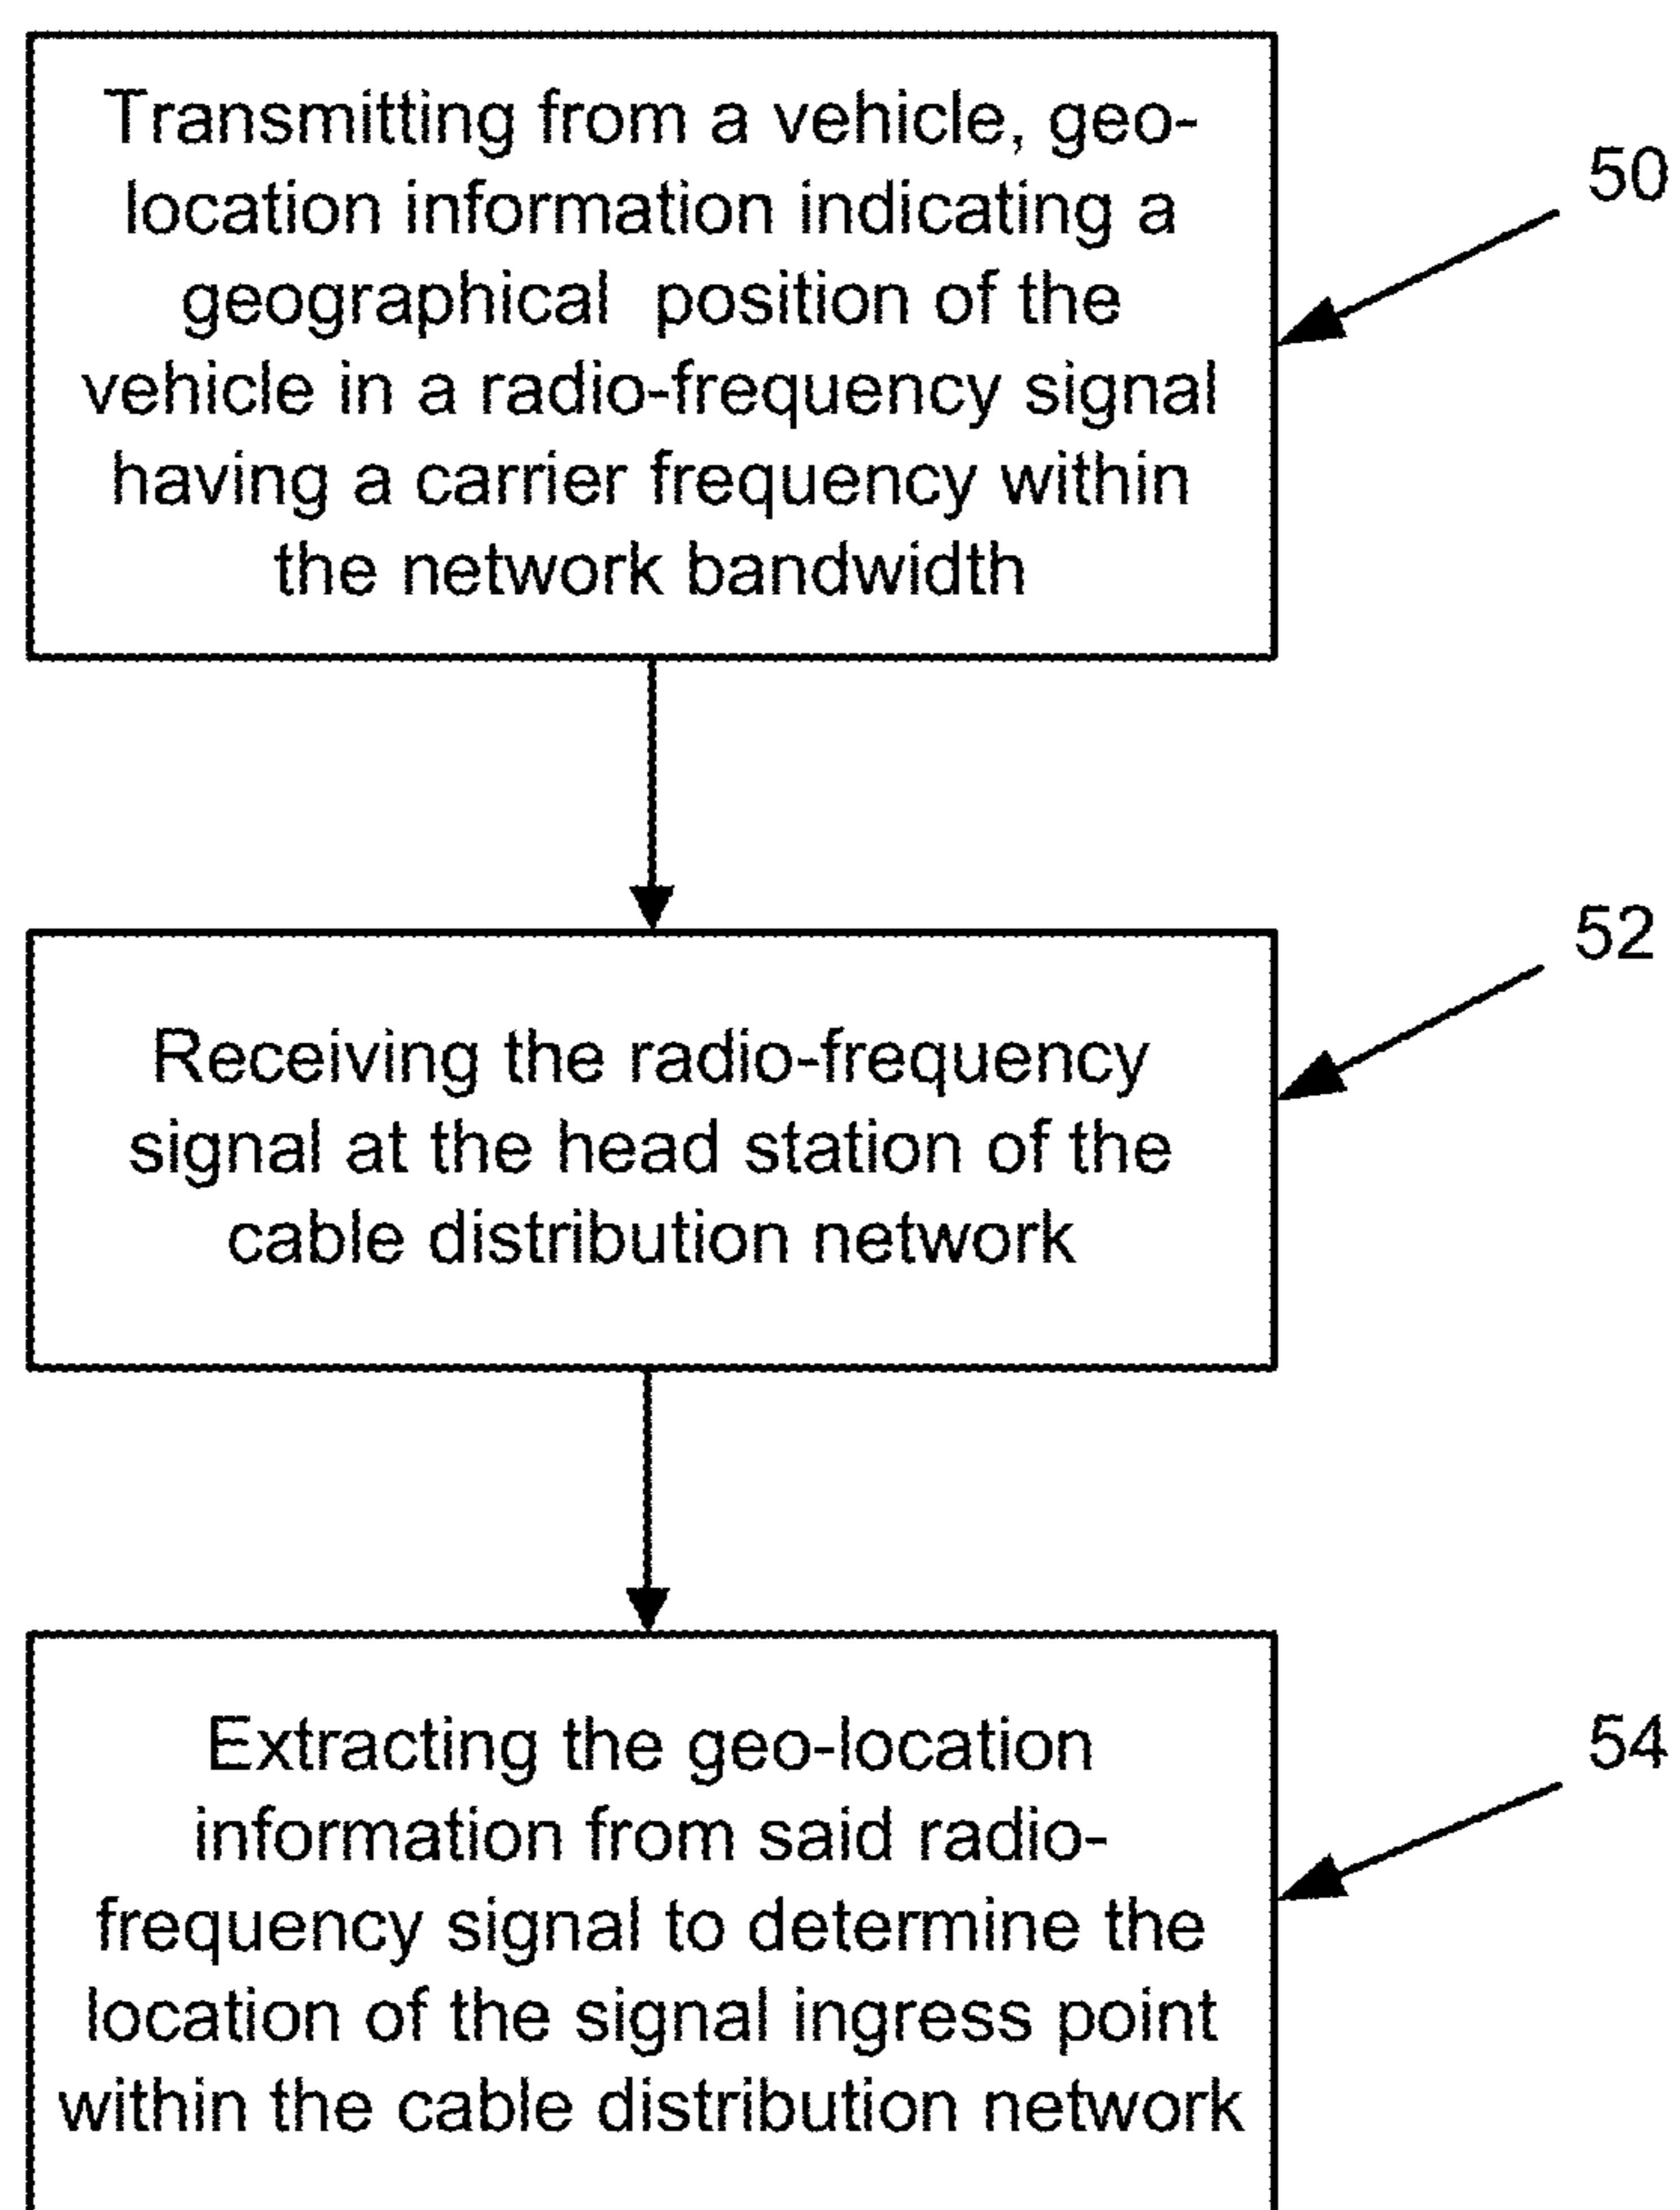 Transmitting from a vehicle, geo-
location information indicating a
geographical position of the
vehicle in a radio-frequency signal
having a carrier frequency within
the network bandwidth
50
Receiving the radio-frequency
signal at the head station of the
cable distribution network
52
Extracting the geo-location
information from said radio-
frequency signal to determine the
location of the signal ingress point
within the cable distribution network
54